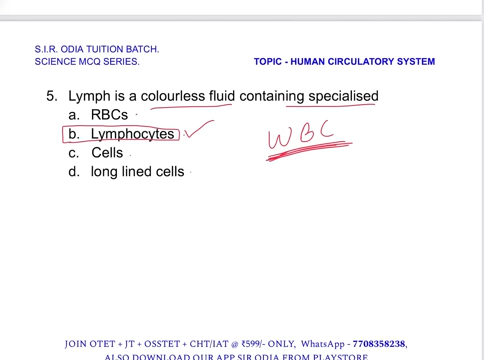 S.I.R. ODIA TUITION BATCH.
SCIENCE MCQ SERIES. TOPIC - HUMAN CIRCULATORY SYSTEM
5. Lymph is a colourless fluid containing specialised
a. RBCs
b. Lymphocytes
WBC
c. Cells
d. long lined cells
JOIN OTET + JT + OSSTET + CHT/IAT @ ₹599/- ONLY, WhatsApp - 7708358238,
ALSO DOWNLOAD OUR APP SIR ODIA FROM PLAYSTORE